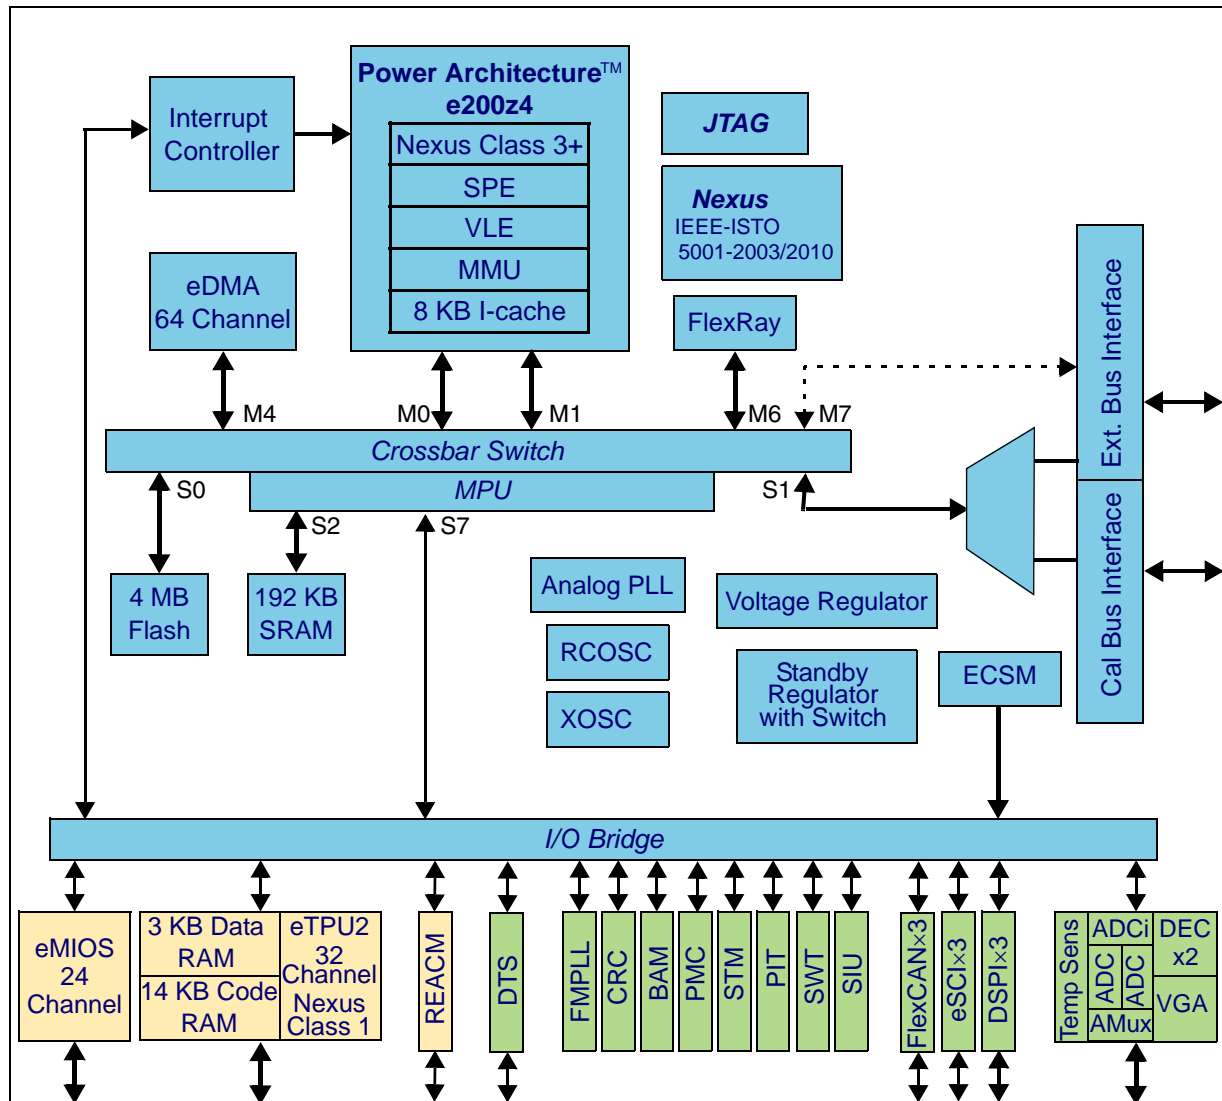 Power Architecture™
e200z4
Nexus Class 3+
SPE
VLE
MMU
8 KB I-cache
Interrupt
Controller
JTAG
Nexus
IEEE-ISTO
5001-2003/2010
eDMA
64 Channel
FlexRay
Ext. Bus Interface
Cal Bus Interface
M4
M0
M1
M6
M7
Crossbar Switch
MPU
S0
S2
S7
S1
4 MB
Flash
192 KB
SRAM
Analog PLL
RCOSC
XOSC
Voltage Regulator
Standby
Regulator
with Switch
ECSM
I/O Bridge
eMIOS
24
Channel
3 KB Data
RAM
14 KB Code
RAM
eTPU2
32
Channel
Nexus
Class 1
REACM
DTS
FMPLL
CRC
BAM
PMC
STM
PIT
SWT
SIU
FlexCAN×3
eSCI×3
DSPI×3
Temp Sens
ADCi
ADC
ADC
AMux
DEC
x2
VGA